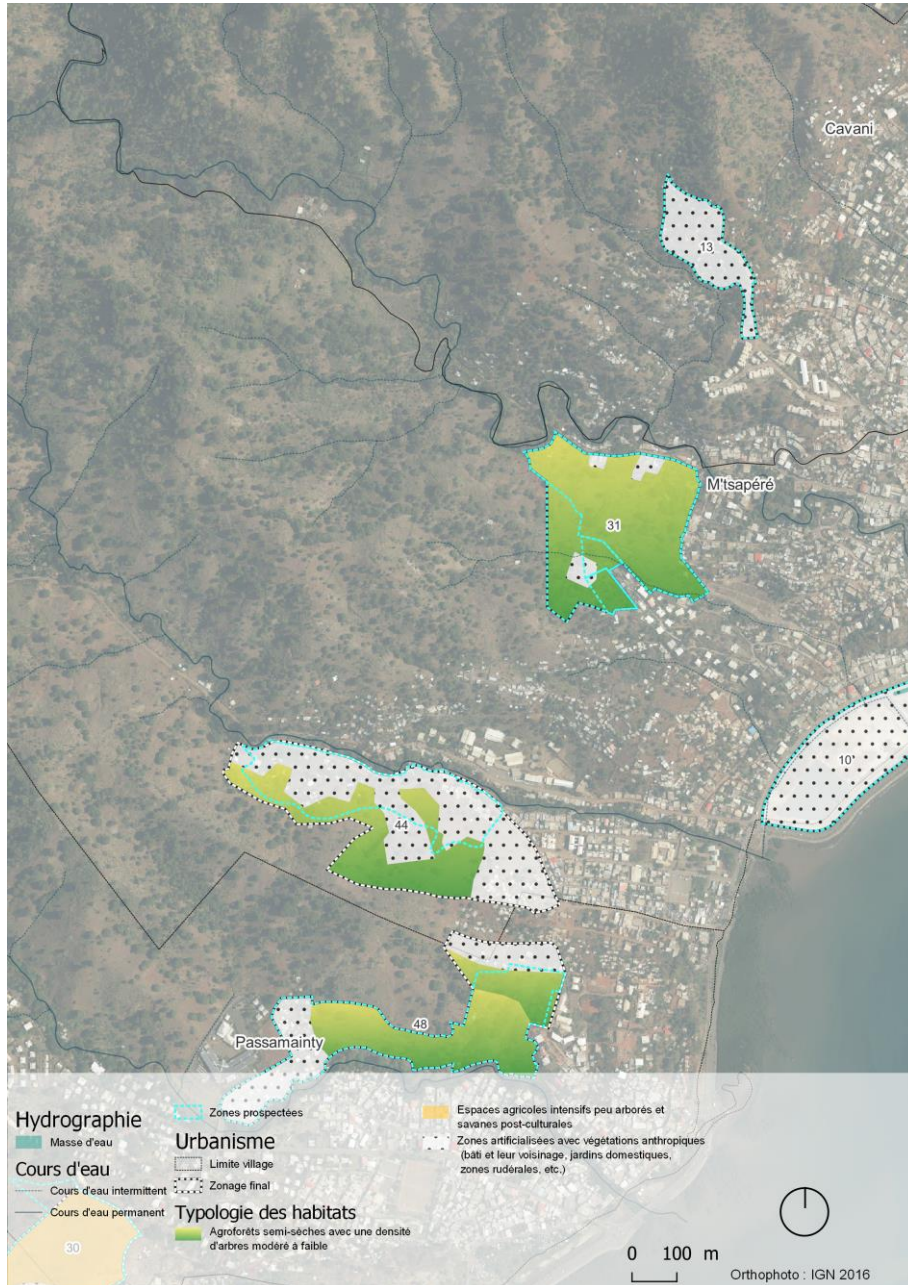 Cavani
13
M'tsapéré
31
10
44
48
Passamainty
Hydrographie
Masse d'eau
Cours d'eau
Cours d'eau intermittent
Cours d'eau permanent
Zones prospectées
Urbanisme
Limite village
Zonage final
Typologie des habitats
Agroforêts semi-sèches avec une densité
d'arbres modéré à faible
Espaces agricoles intensifs peu arborés et
savanes post-culturales
Zones artificialisées avec végétations anthropiques
(bâti et leur voisinage, jardins domestiques,
zones rudérales, etc.)
30
0 100 m
Orthophoto : IGN 2016